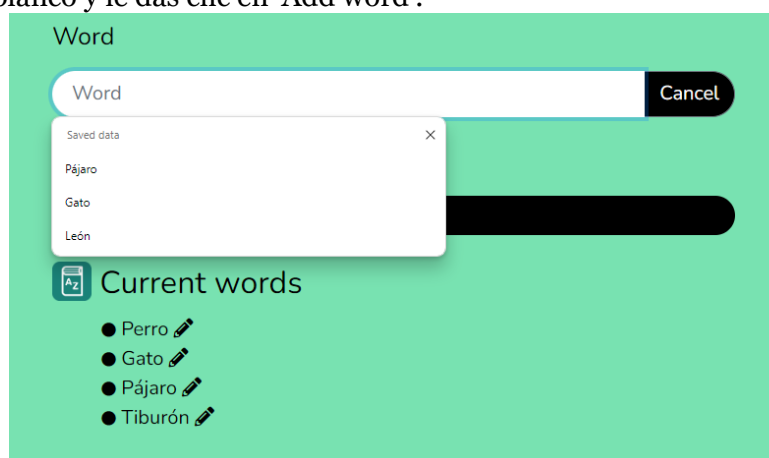 blanco y le das clic en 'Add word'.
Word
Word
Cancel
Saved data
Pájaro
Gato
León
AZ
Current words
Perro
Gato
Pájaro
Tiburón